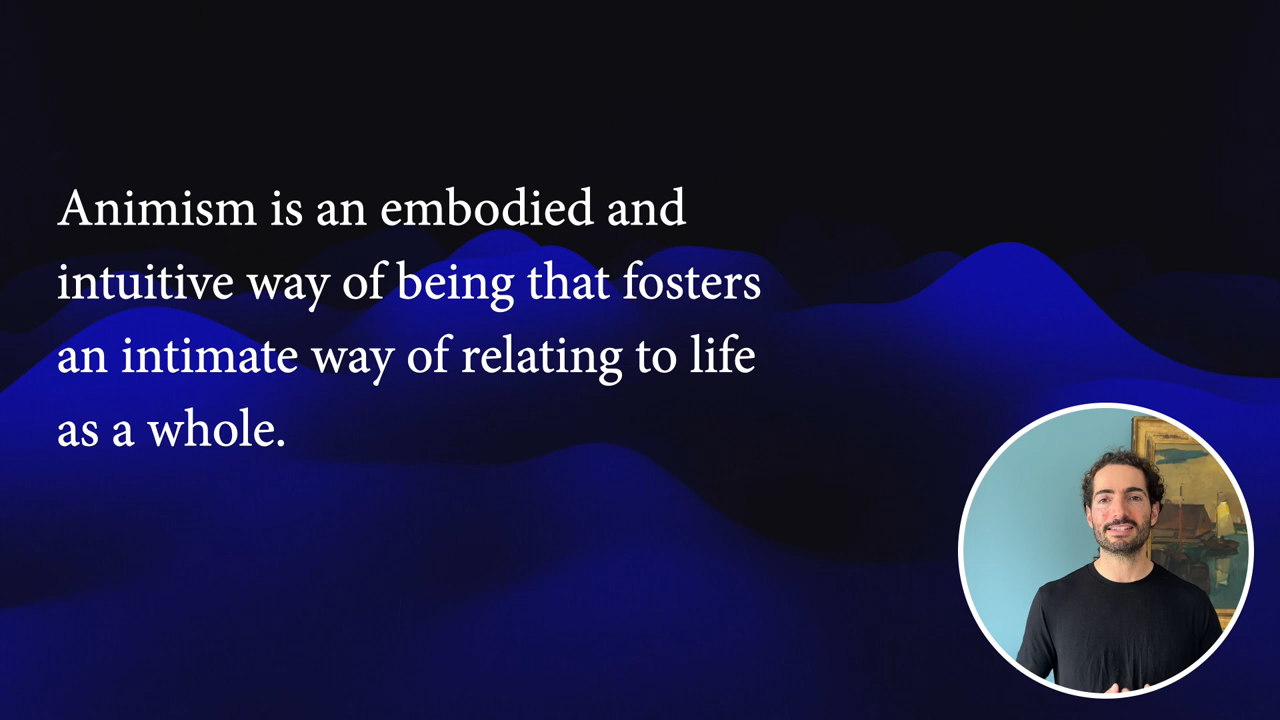 Animism is an embodied and
intuitive way of being that fosters
an intimate way of relating to life
as a whole.